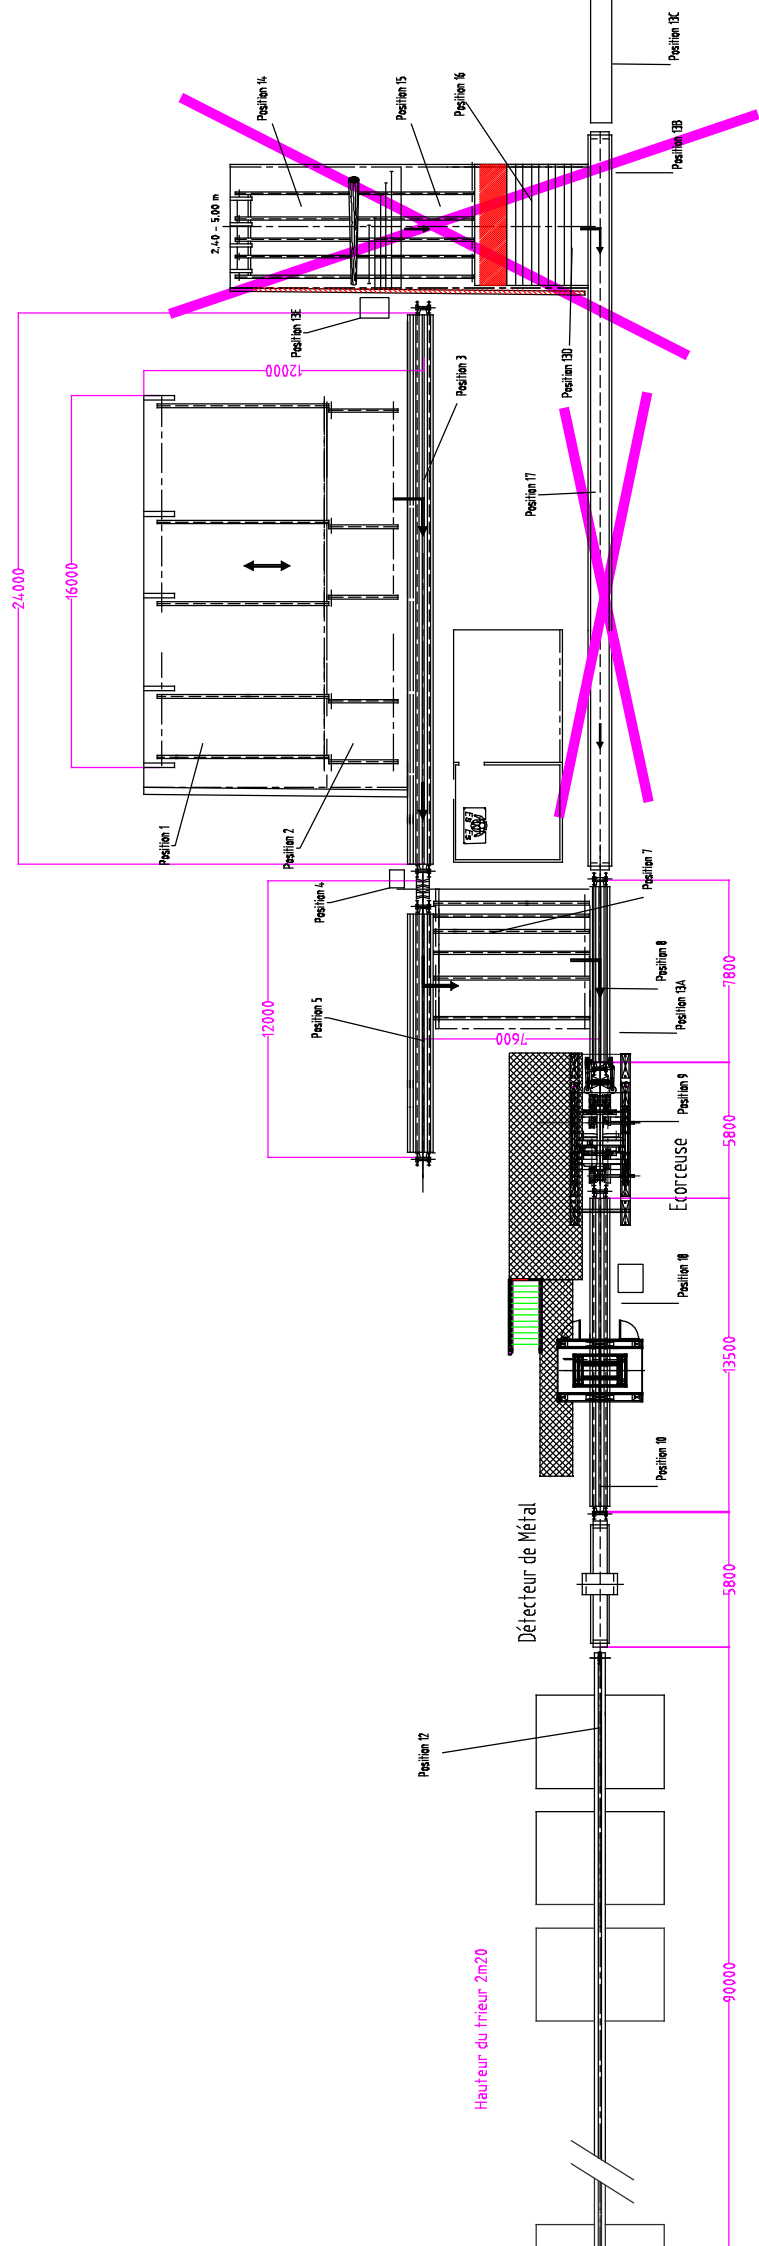 Position 13C
Position 14
Position 15
Position 16
Position 13B
2,40 - 5,00 m
Position 13E
Position 3
Position 13D
12000
Position 17
24000
16000
Position 1
Position 2
Position 4
Position 7
Position 5
12000
7600
Position 8
Position 13A
7800
Position 9
Ecorceuse
5800
Position 18
13500
Position 10
Détecteur de Métal
5800
Position 12
Hauteur du trieur 2m20
90000